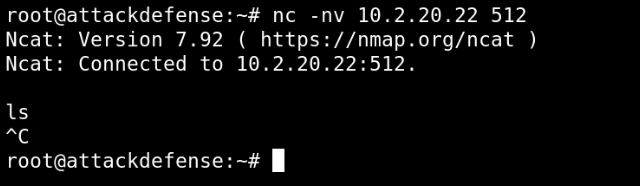 root@attackdefense:~# nc -nv 10.2.20.22 512
Ncat: Version 7.92 ( https://nmap.org/ncat )
Ncat: Connected to 10.2.20.22:512.
ls
^C
root@attackdefense:~#